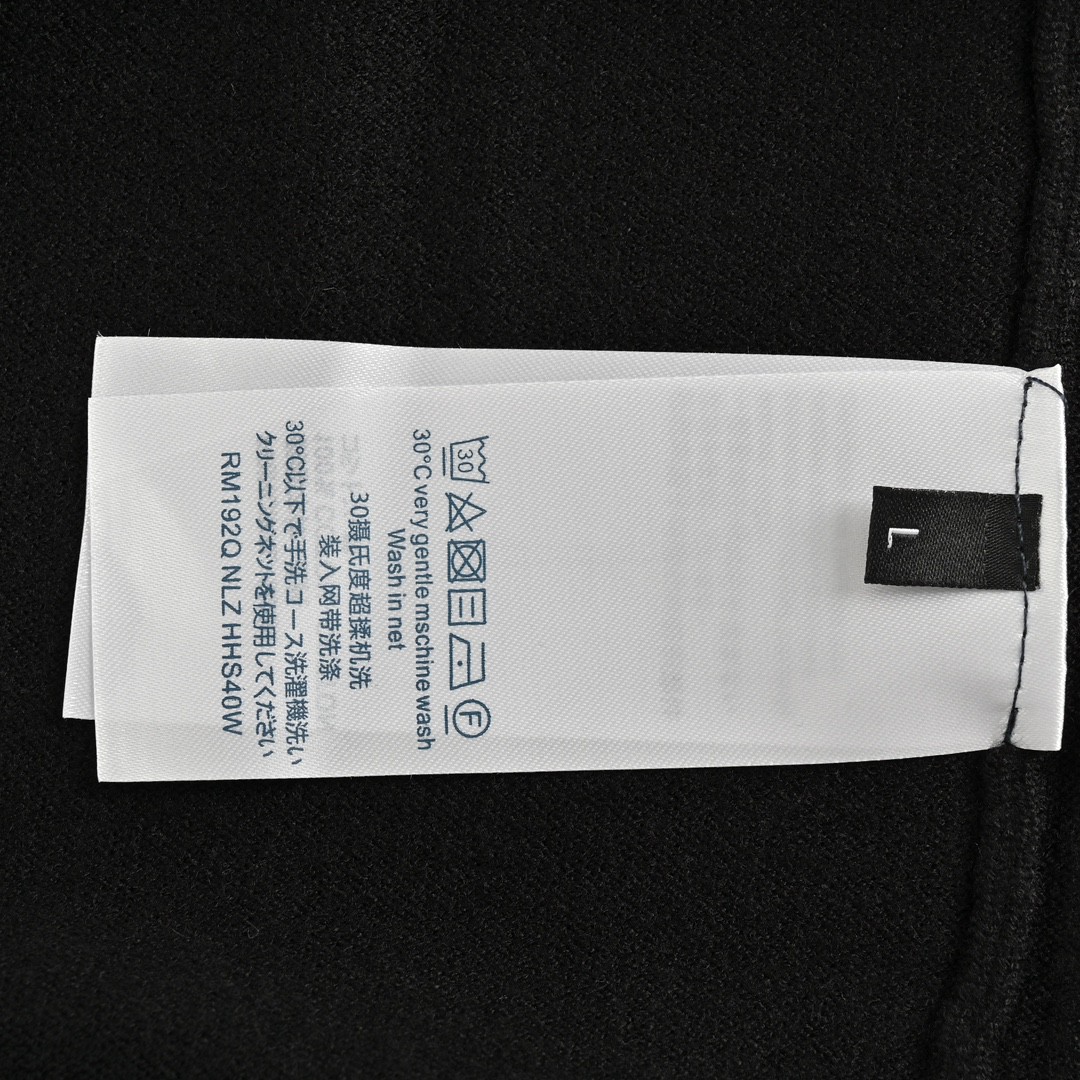 L
30
F
30°C very gentle mschine wash
Wash in net
30摄氏度超揉机洗
装入网带洗涤
30°C以下で手洗コース洗濯機洗い
クリーニングネットを使用してください
RM192Q NLZ HHS40W